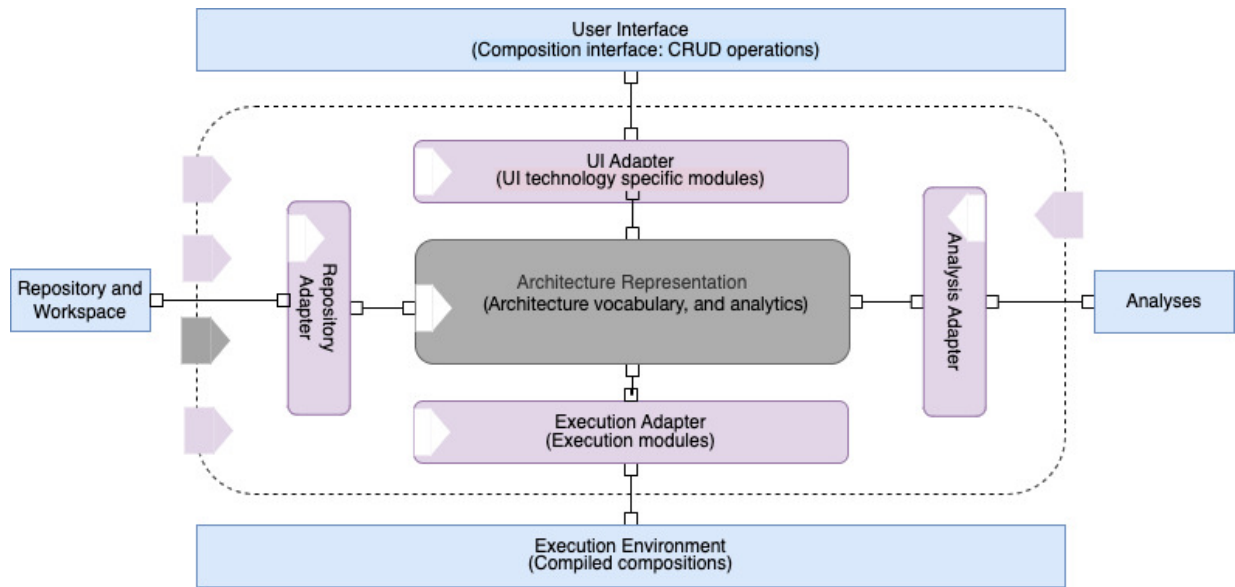 User Interface
(Composition interface: CRUD operations)
UI Adapter
(UI technology specific modules)
Repository and
Workspace
Repository
Adapter
Architecture Representation
(Architecture vocabulary, and analytics)
Analysis Adapter
Analyses
Execution Adapter
(Execution modules)
Execution Environment
(Compiled compositions)